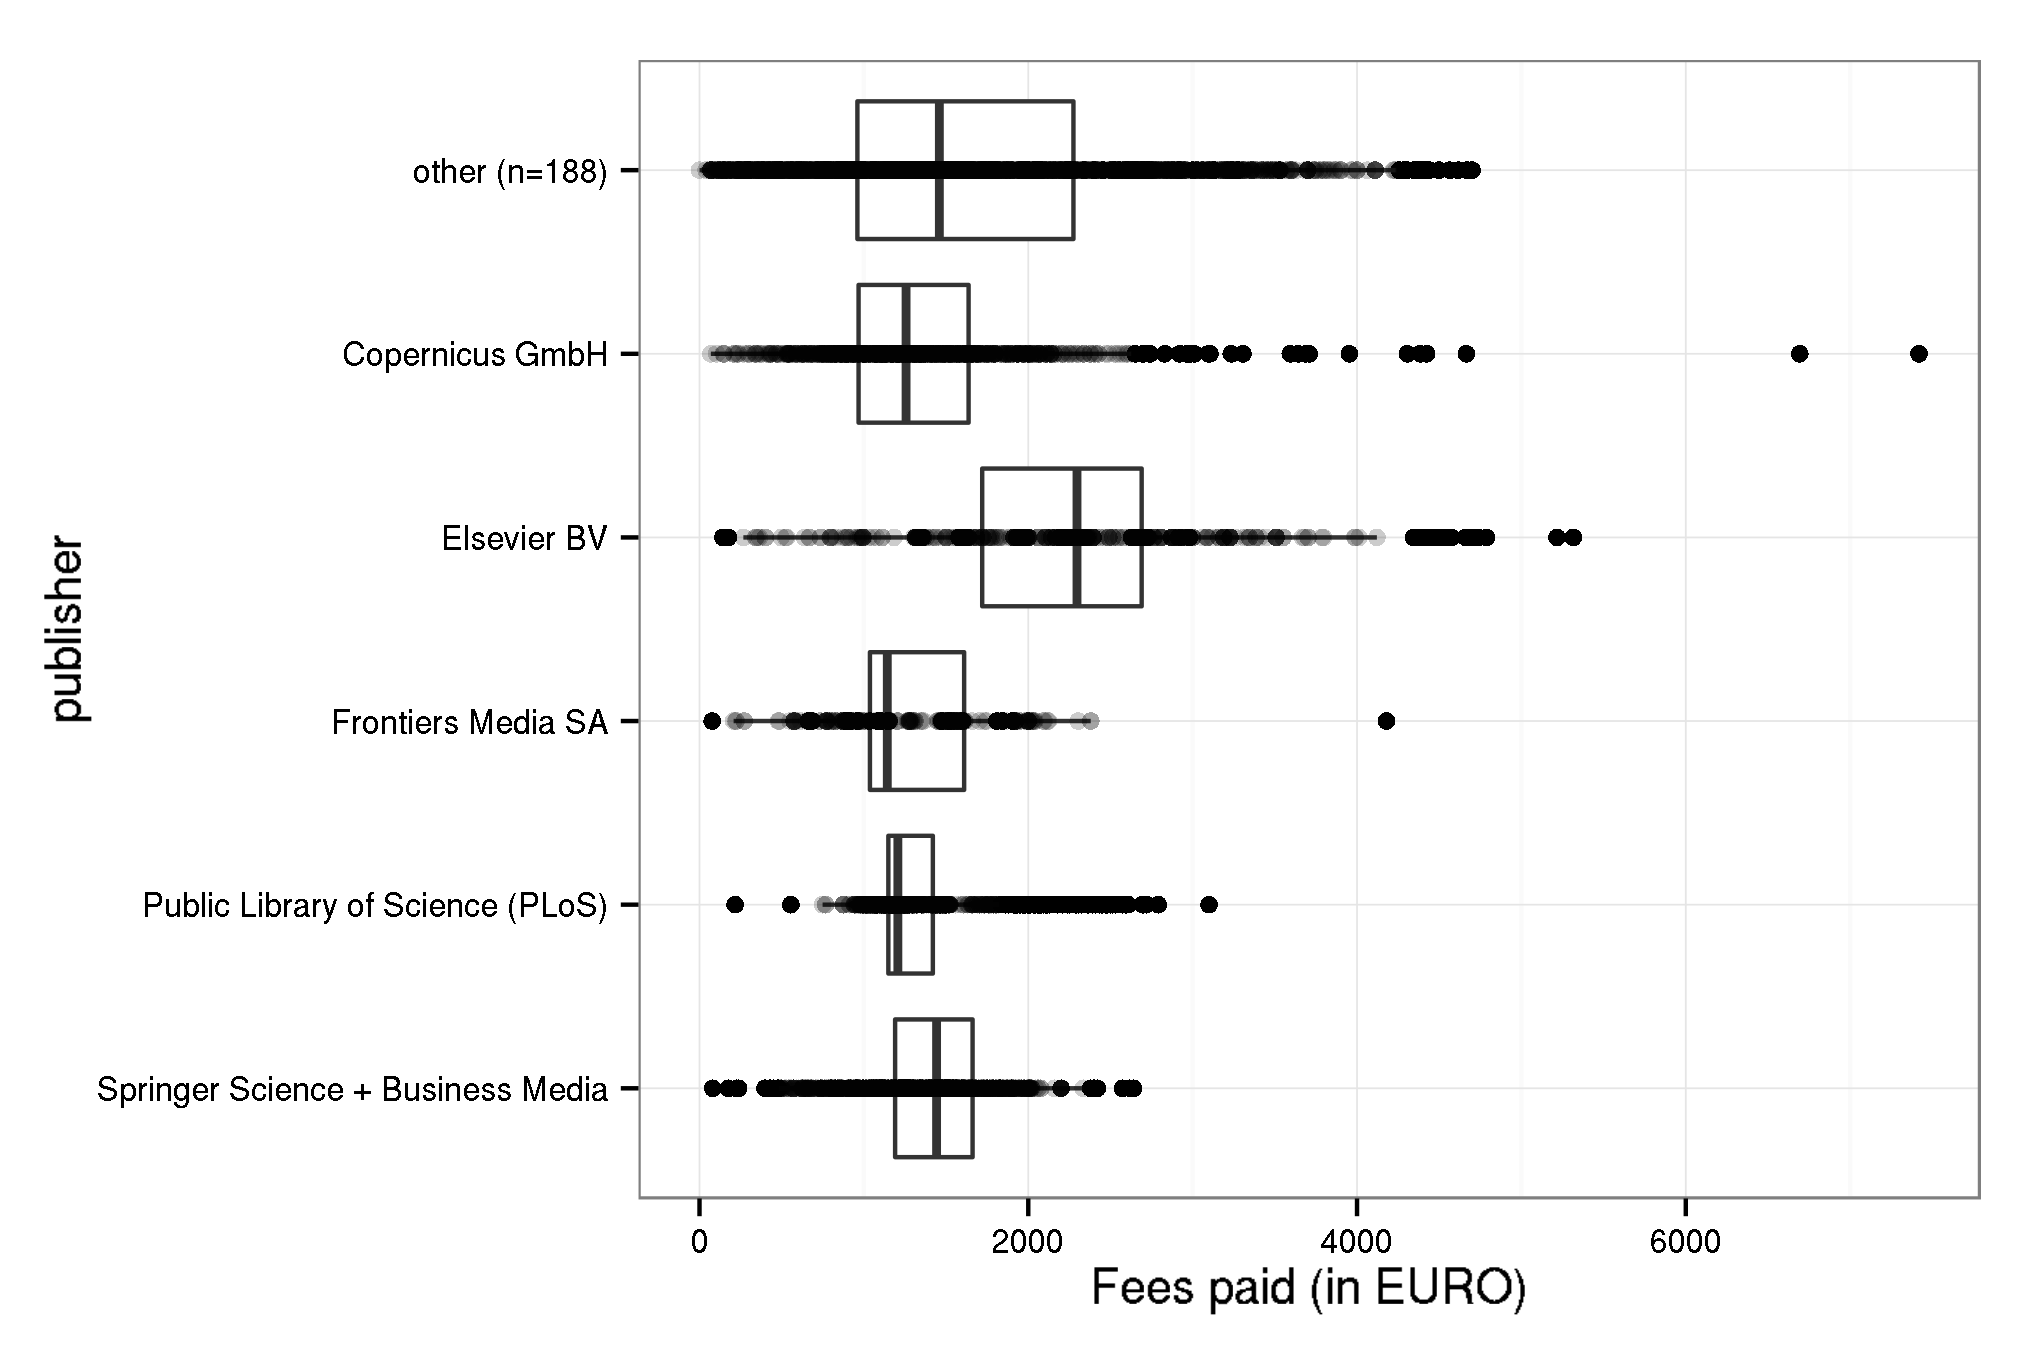 other (n=188)
Copernicus GmbH
Elsevier BV
Frontiers Media SA
Public Library of Science (PLoS)
Springer Science + Business Media
publisher
0 2000 4000 6000
Fees paid (in EURO)